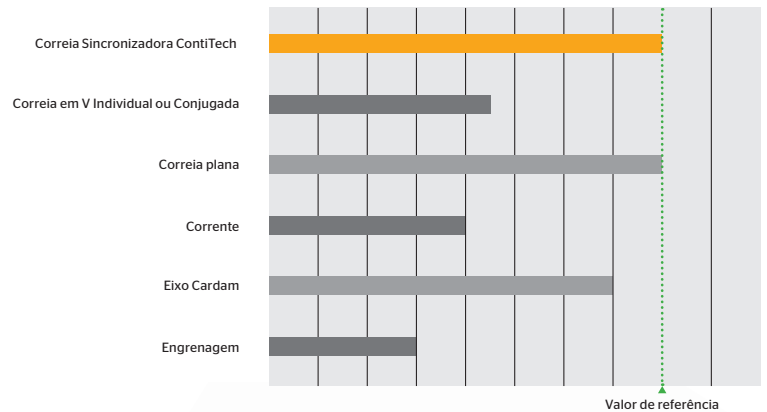 Correia Sincronizadora ContiTech
Correia em V Individual ou Conjugada
Correia plana
Corrente
Eixo Cardam
Engrenagem
Valor de referência